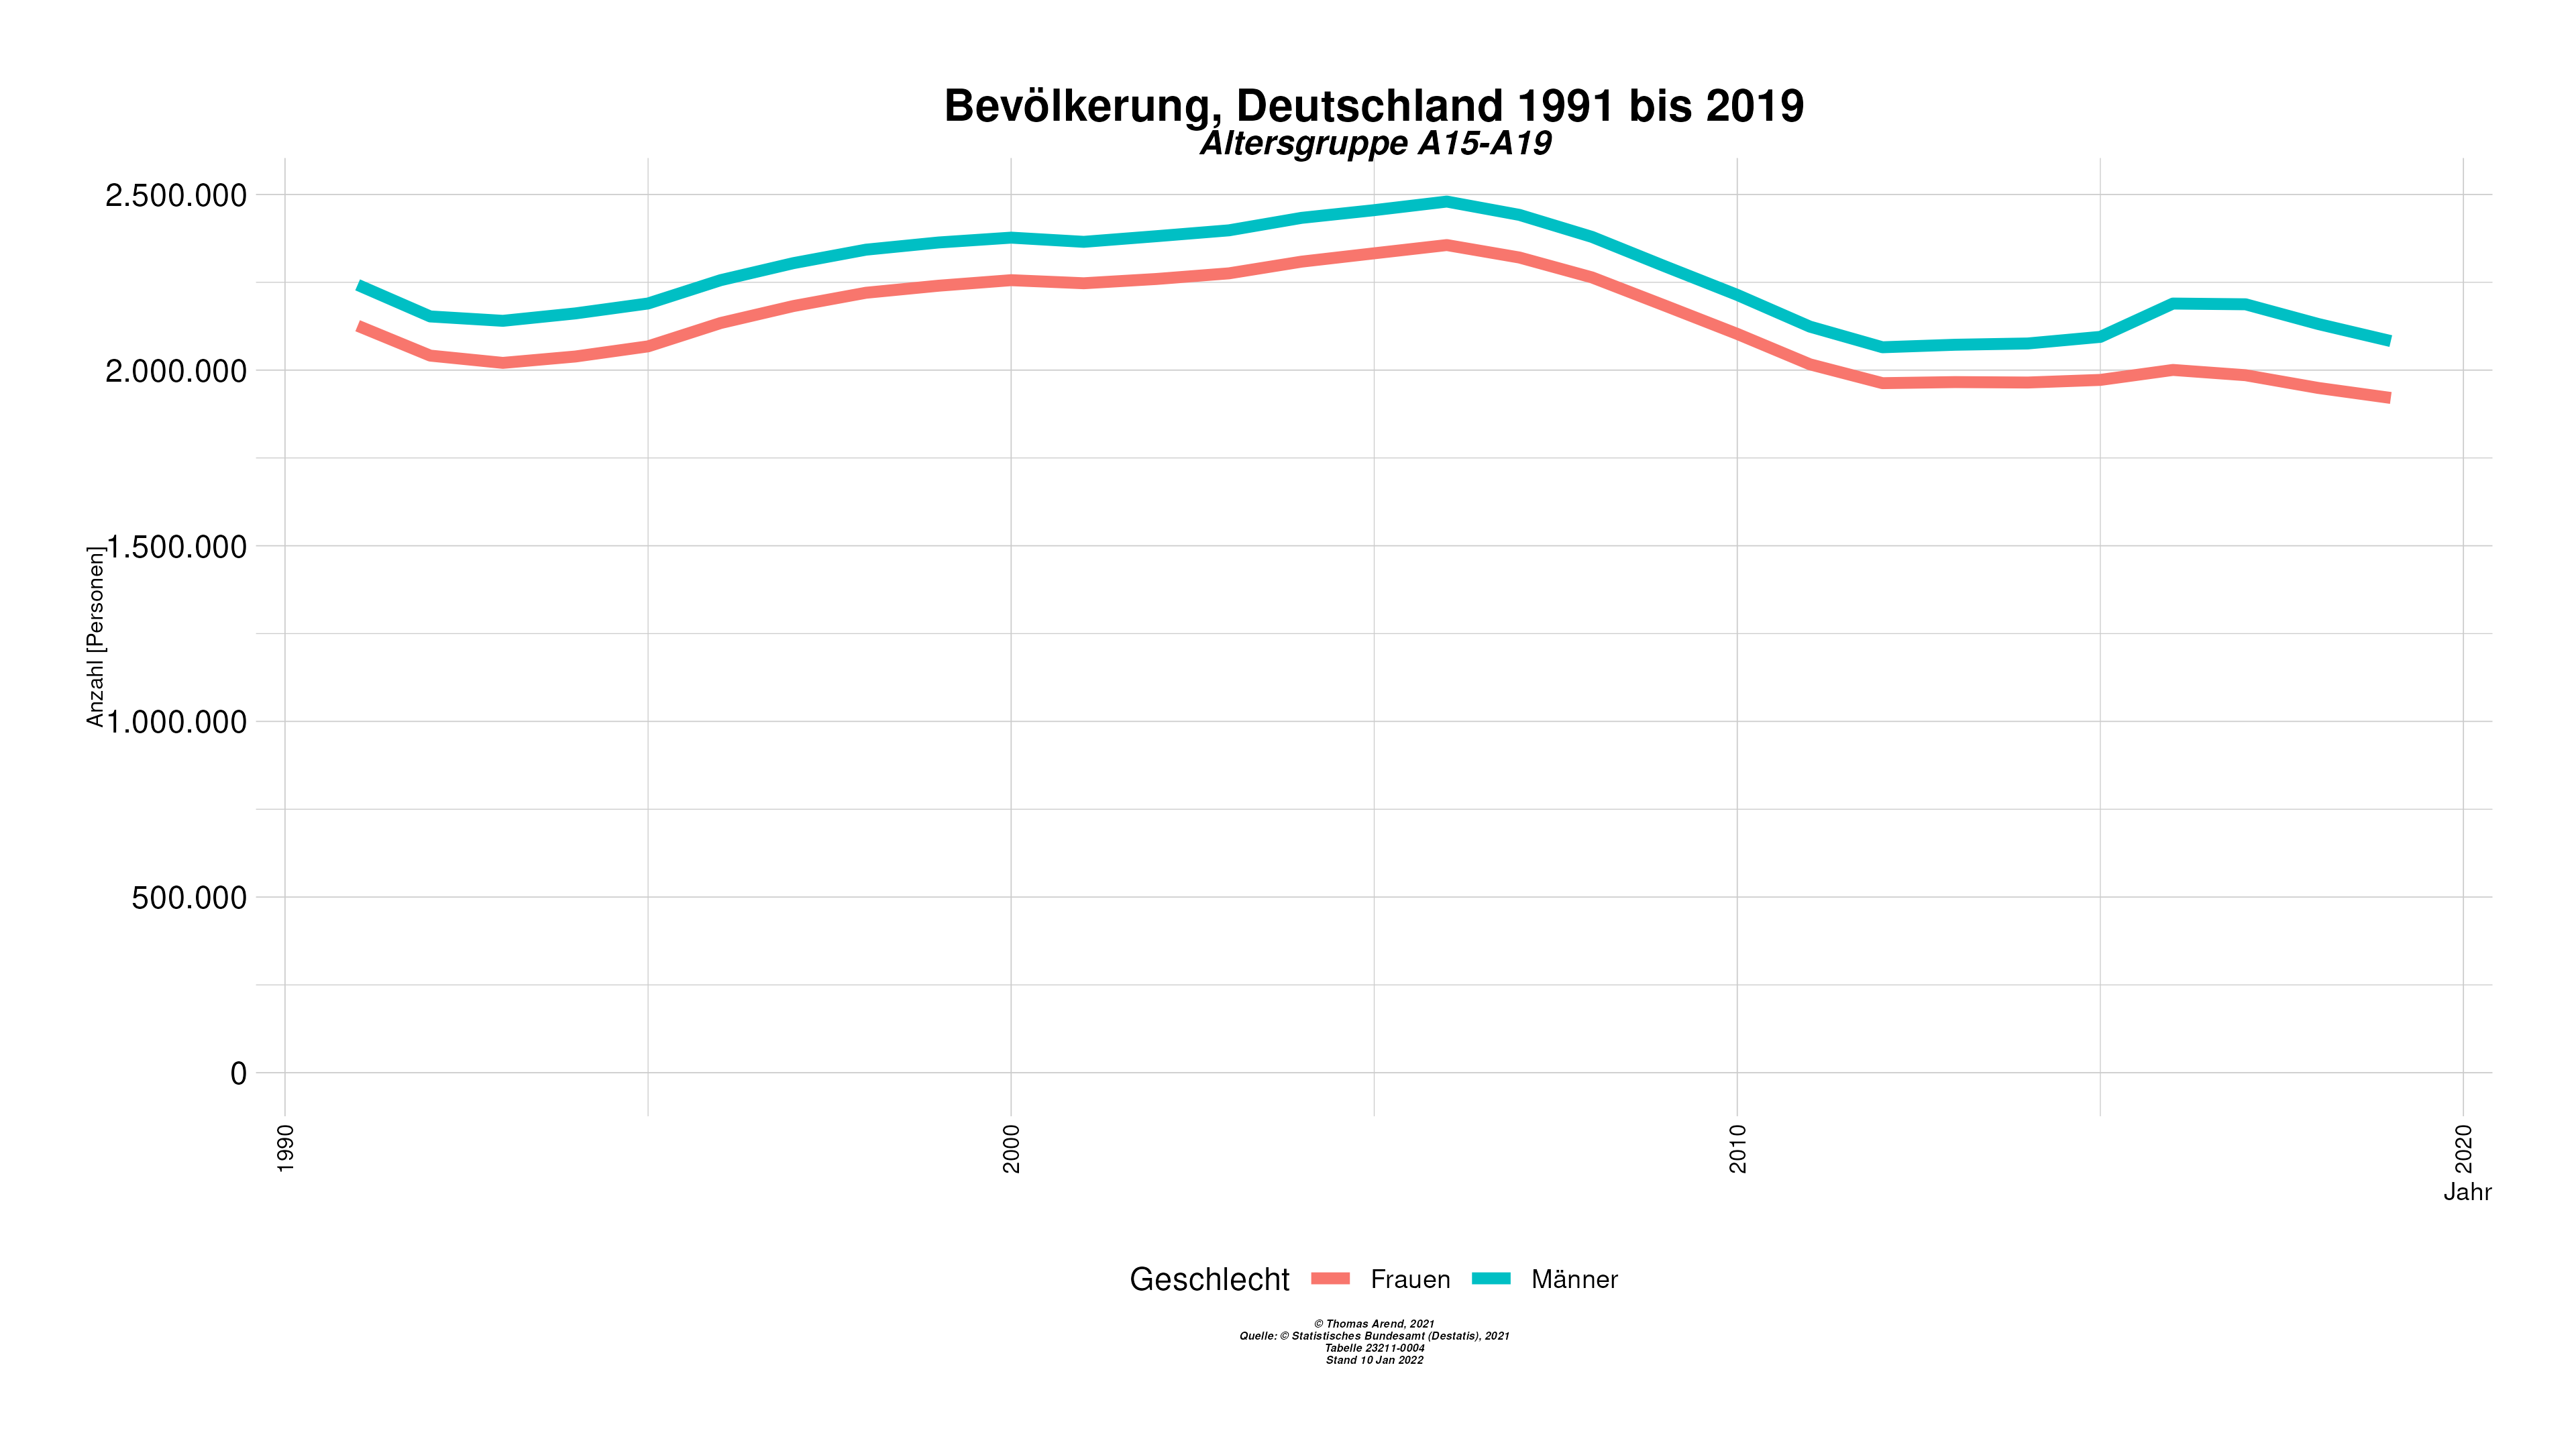 Bevölkerung, Deutschland 1991 bis 2019
Altersgruppe A15-A19
2.500.000
2.000.000
1.500.000
1.000.000
500.000
0
Anzahl [Personen]
1990
2000
2010
2020
Jahr
Geschlecht Frauen Männer
© Thomas Arend, 2021
Quelle: © Statistisches Bundesamt (Destatis), 2021
Tabelle 23211-0004
Stand 10 Jan 2022